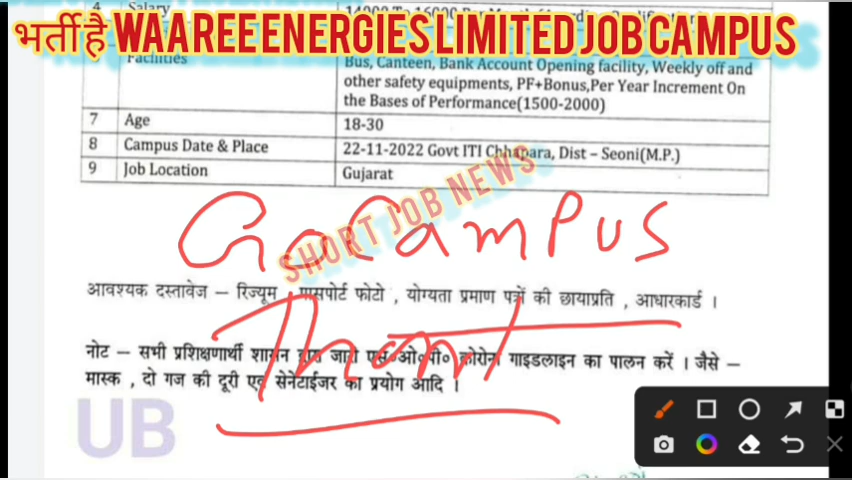 4 Salary
भर्ती है WAAREE ENERGIES LIMITED JOB CAMPUS
Facilities Bus, Canteen, Bank Account Opening facility, Weekly off and
other safety equipments, PF+Bonus,Per Year Increment On
the Bases of Performance(1500-2000)
7 Age 18-30
8 Campus Date & Place 22-11-2022 Govt ITI Chhapara, Dist – Seoni(M.P.)
9 Job Location Gujarat
SHORT JOB NEWS
Campus
आवश्यक दस्तावेज – रिज्यूम , पासपोर्ट फोटो , योग्यता प्रमाण पत्रों की छायाप्रति , आधारकार्ड ।
नोट – सभी प्रशिक्षणार्थी शासन द्वारा जारी एस०ओ०पी० कोरोना गाइडलाइन का पालन करें । जैसे –
मास्क , दो गज की दूरी एवं सेनेटाईजर का प्रयोग आदि ।
UB